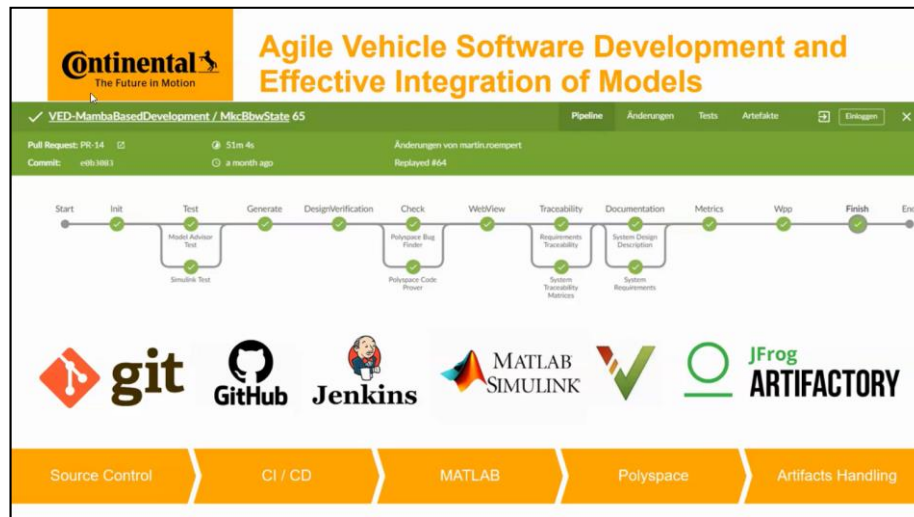 Continental
The Future in Motion
Agile Vehicle Software Development and
Effective Integration of Models
VED-MambaBasedDevelopment / MkcBbwState 65
Pipeline Änderungen Tests Artefakte Einloggen
Pull Request: PR-14 51m 4s Änderungen von martin.roempert
Commit: e0b3003 a month ago Replayed #64
Start Init Test Generate DesignVerification Check WebView Traceability Documentation Metrics Wpp Finish End
Model Advisor
Test
Polyspace Bug
Finder
Requirements
Traceability
System Design
Description
Simulink Test
Polyspace Code
Prover
System
Traceability
Matrices
System
Requirements
git
GitHub
Jenkins
MATLAB
SIMULINK
JFrog
ARTIFACTORY
Source Control CI / CD MATLAB Polyspace Artifacts Handling